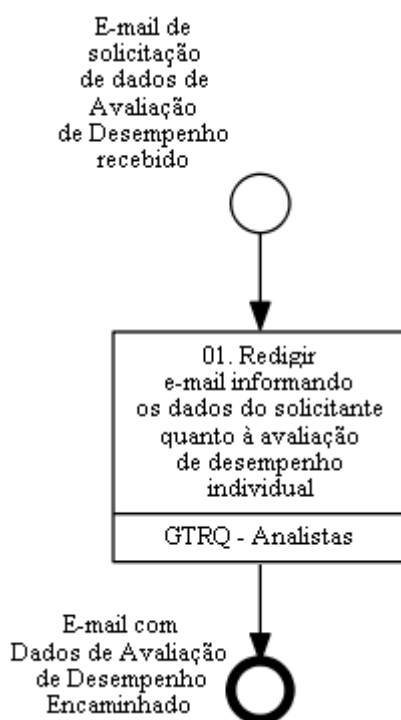 E-mail de
solicitação
de dados de
Avaliação
de Desempenho
recebido
01. Redigir
e-mail informando
os dados do solicitante
quanto à avaliação
de desempenho
individual
GTRQ - Analistas
E-mail com
Dados de Avaliação
de Desempenho
Encaminhado